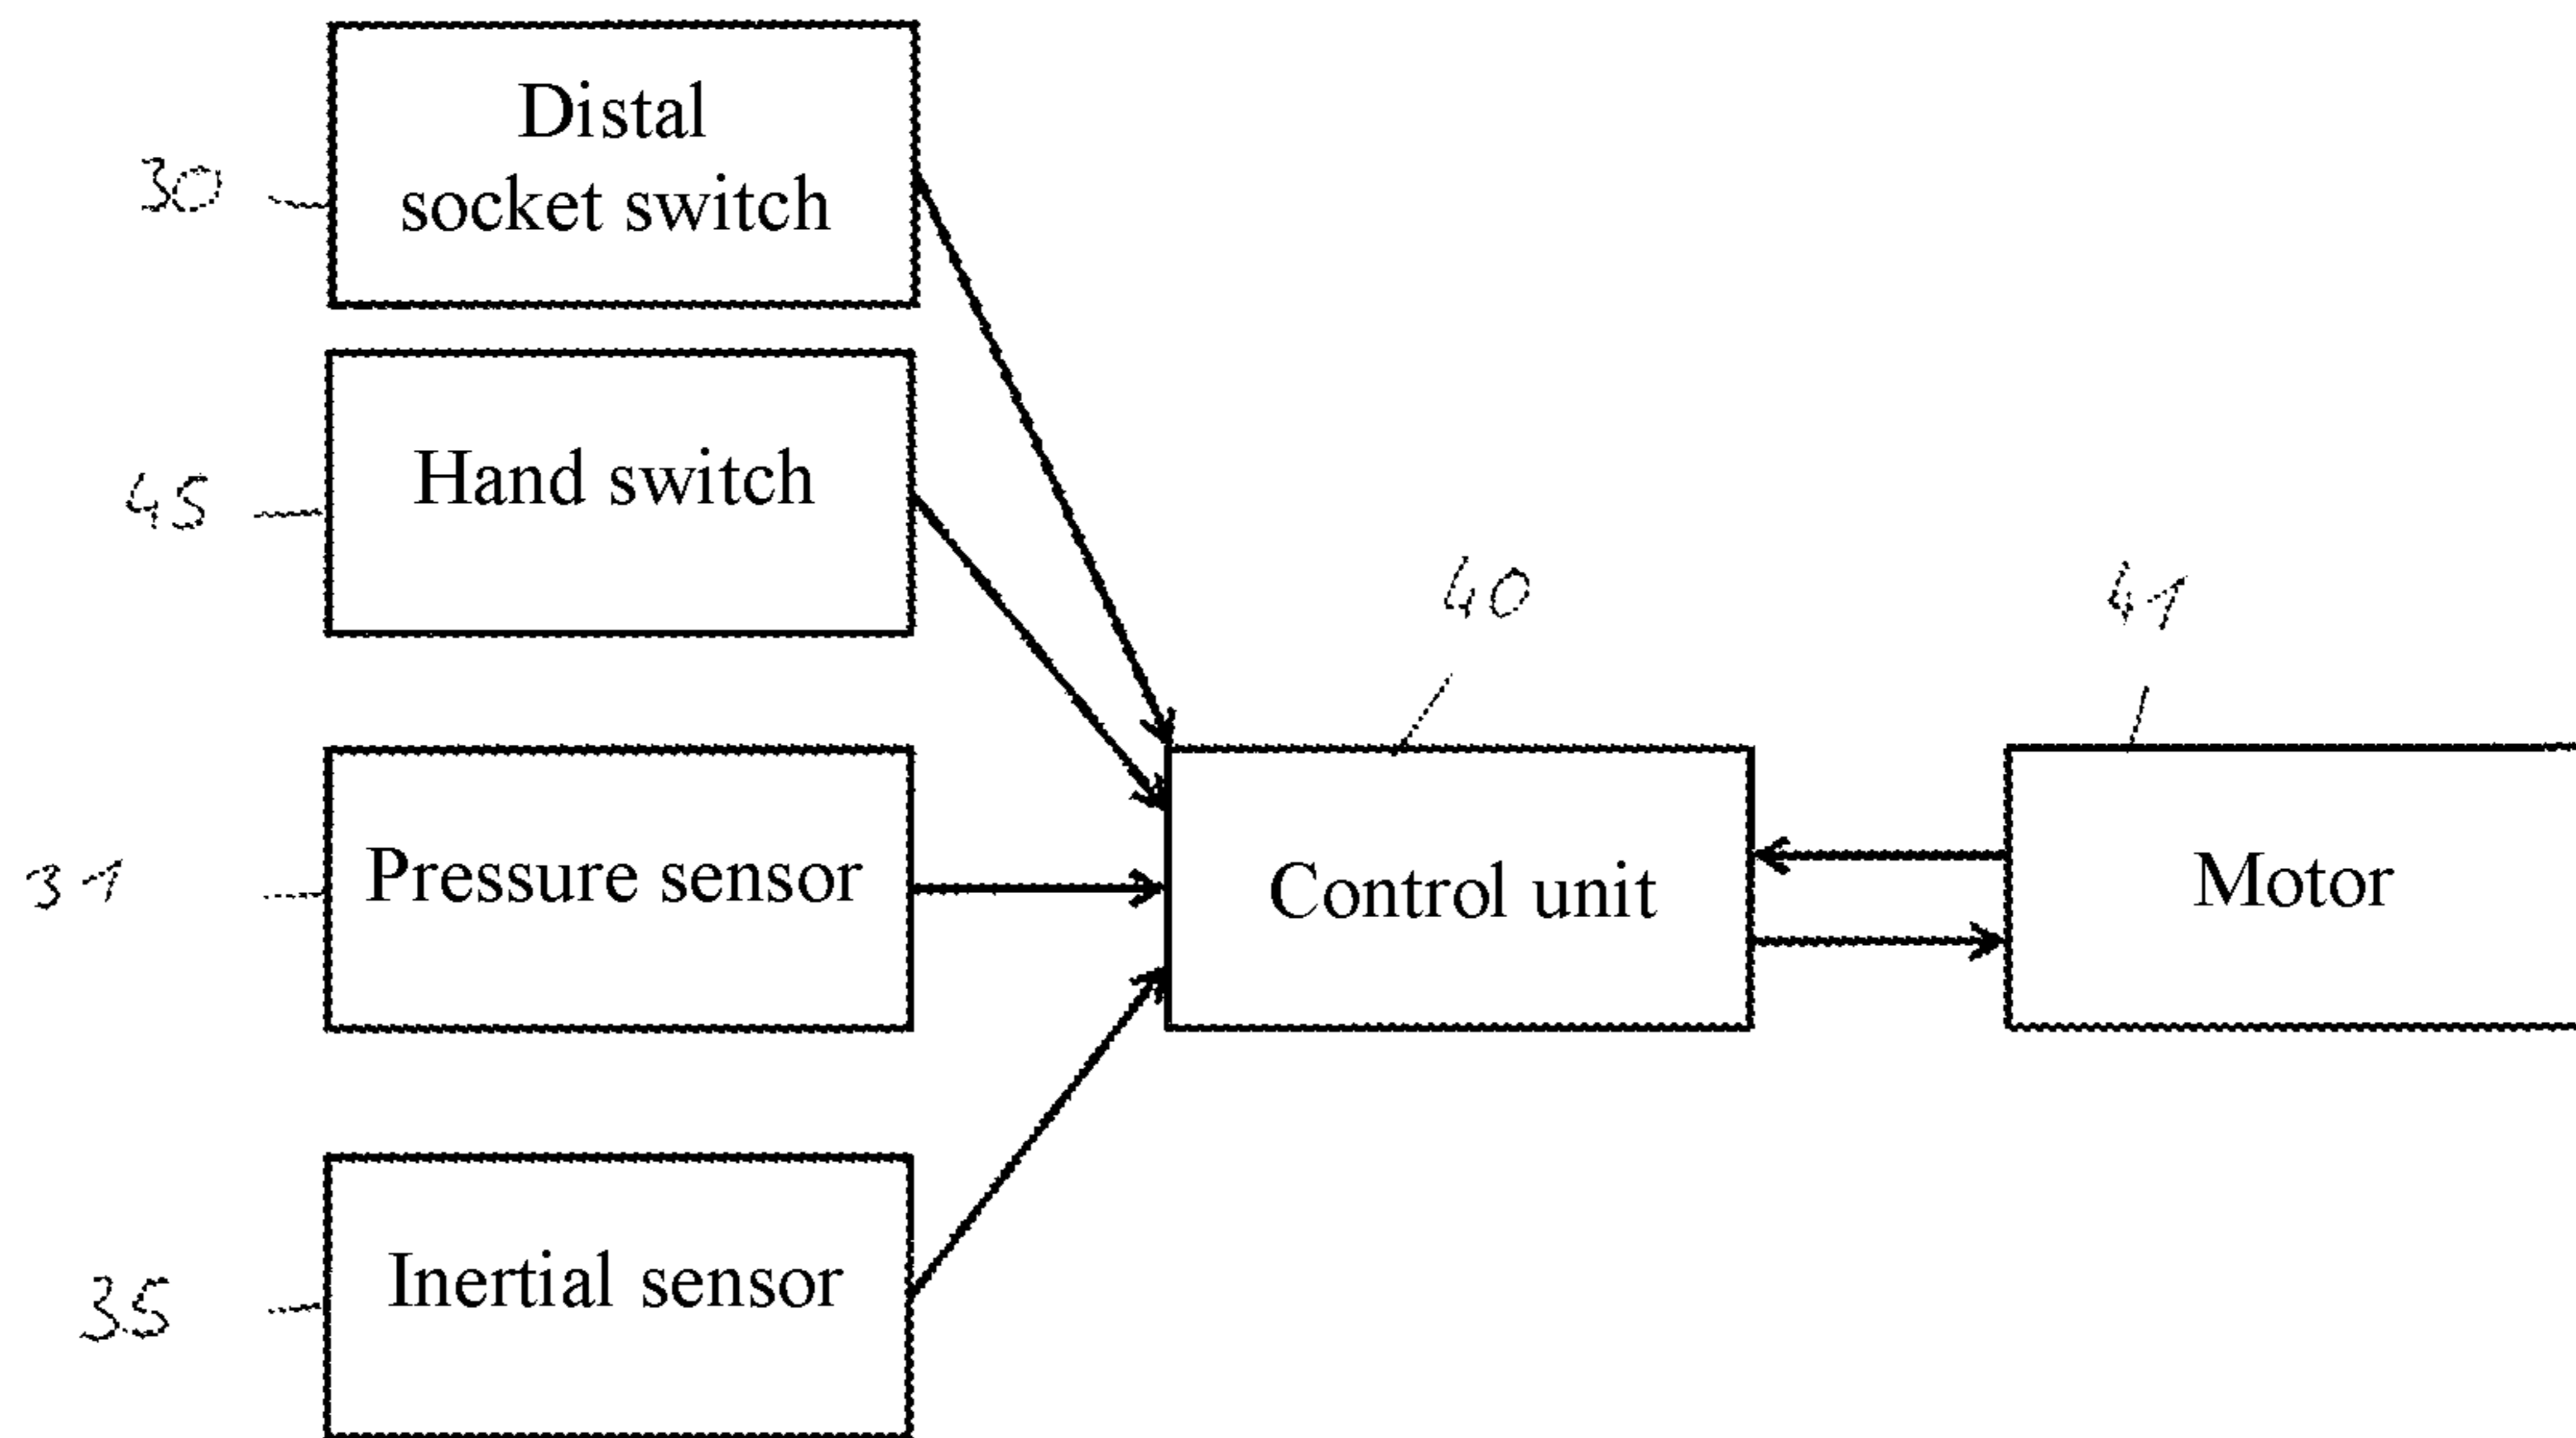 Distal
socket switch
30
Hand switch
45
40
41
Pressure sensor
31
Control unit
Motor
Inertial sensor
35